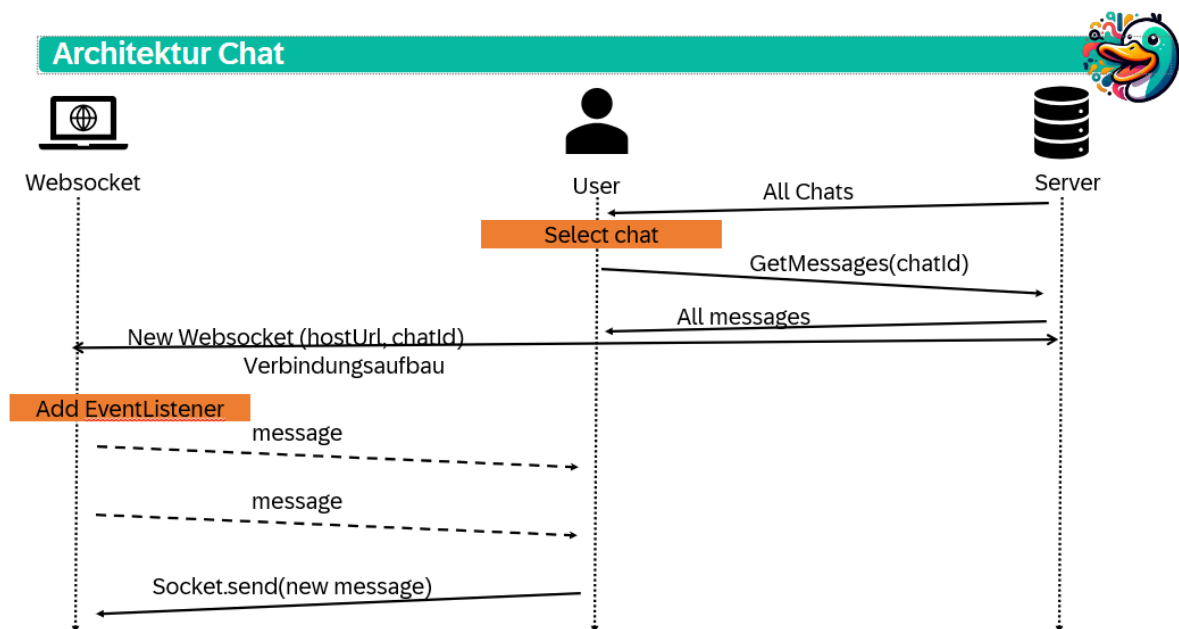 Architektur Chat
Websocket
User
Server
All Chats
Select chat
GetMessages(chatId)
All messages
New Websocket (hostUrl, chatId)
Verbindungsaufbau
Add EventListener
message
message
Socket.send(new message)